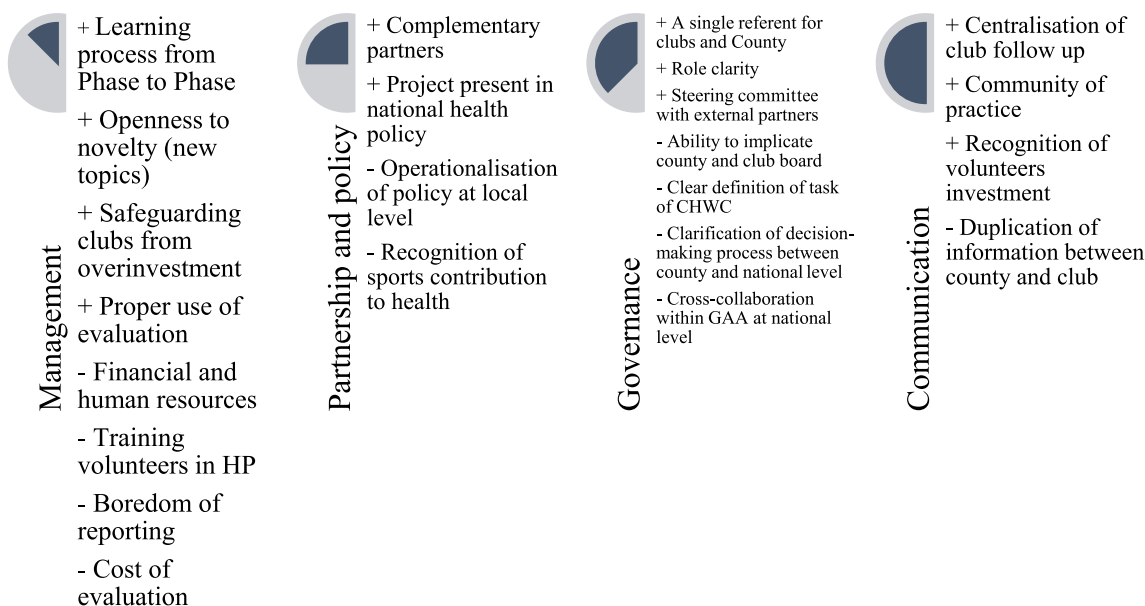 Management
+ Learning
process from
Phase to Phase
+ Openness to
novelty (new
topics)
+ Safeguarding
clubs from
overinvestment
+ Proper use of
evaluation
- Financial and
human resources
- Training
volunteers in HP
- Boredom of
reporting
- Cost of
evaluation
Partnership and policy
+ Complementary
partners
+ Project present in
national health
policy
- Operationalisation
of policy at local
level
- Recognition of
sports contribution
to health
Governance
+ A single referent for
clubs and County
+ Role clarity
+ Steering committee
with external partners
- Ability to implicate
county and club board
- Clear definition of task
of CHWC
- Clarification of decision-
making process between
county and national level
- Cross-collaboration
within GAA at national
level
Communication
+ Centralisation of
club follow up
+ Community of
practice
+ Recognition of
volunteers
investment
- Duplication of
information between
county and club